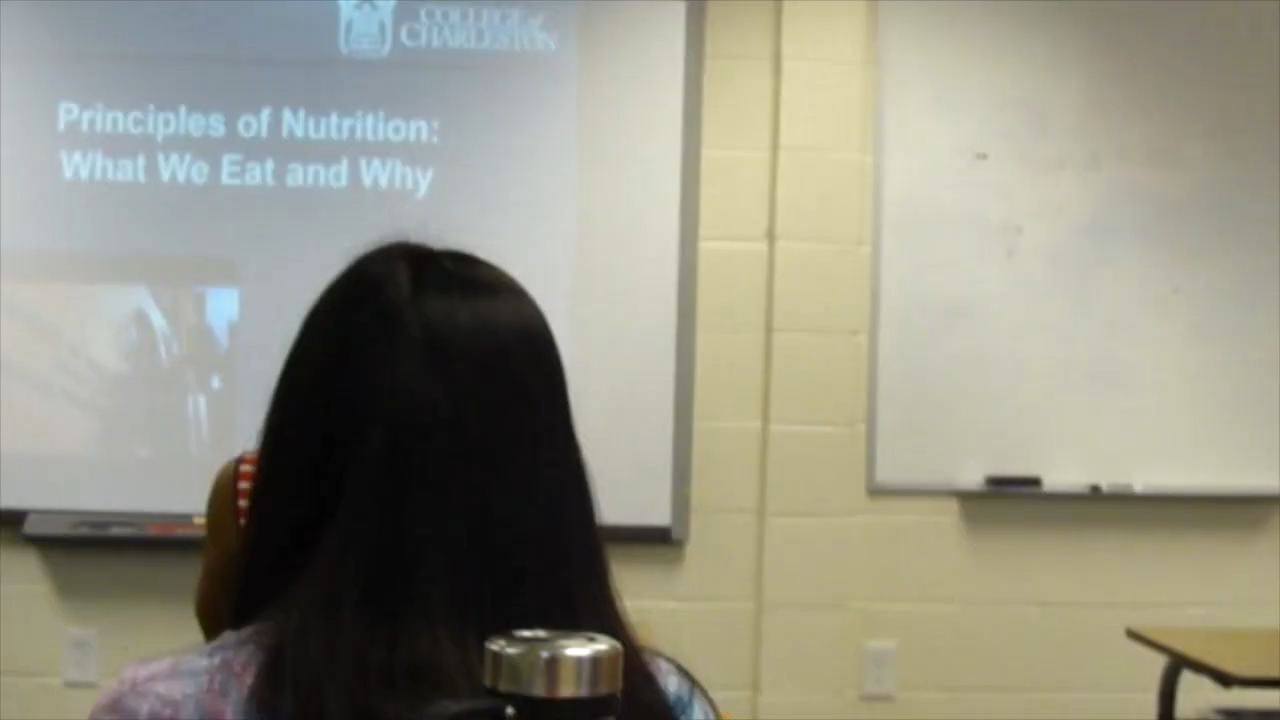 COLLEGE of
CHARLESTON
Principles of Nutrition:
What We Eat and Why